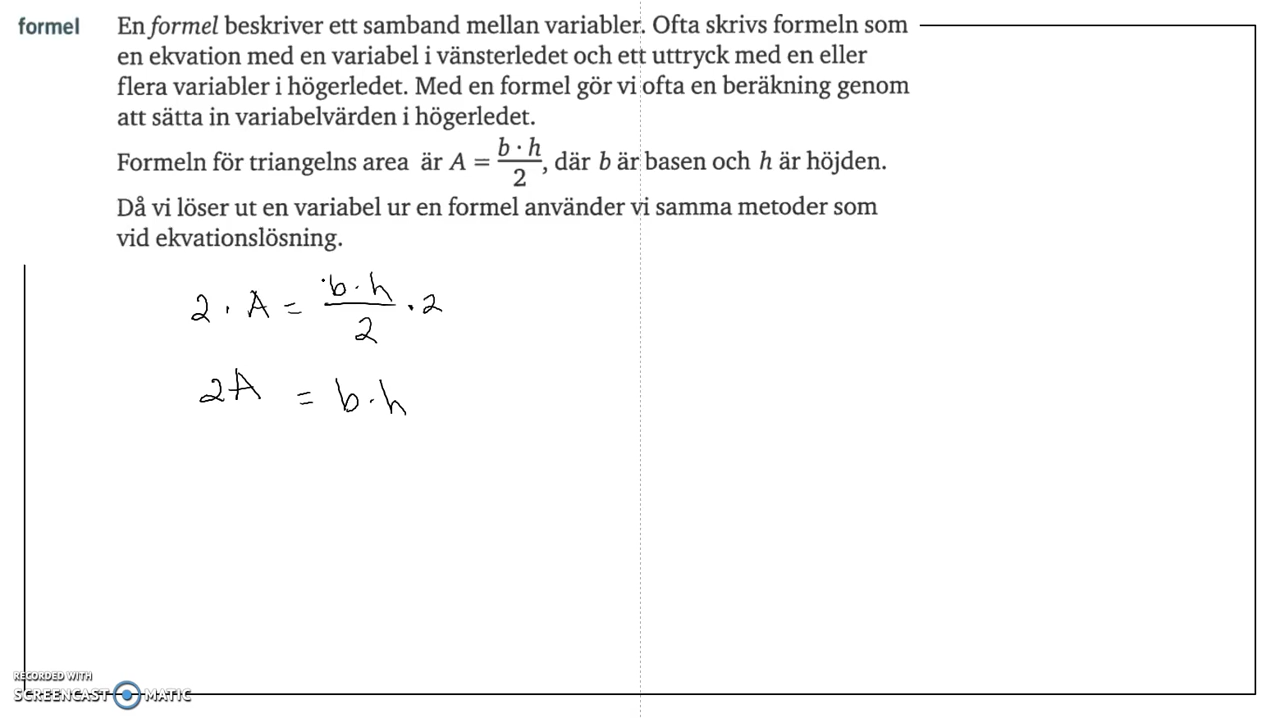 formel
En formel beskriver ett samband mellan variabler. Ofta skrivs formeln som
en ekvation med en variabel i vänsterledet och ett uttryck med en eller
flera variabler i högerledet. Med en formel gör vi ofta en beräkning genom
att sätta in variabelvärden i högerledet.
Formeln för triangelns area är A = b · h / 2, där b är basen och h är höjden.
Då vi löser ut en variabel ur en formel använder vi samma metoder som
vid ekvationslösning.
2 · A = b · h / 2 · 2
2A = b · h
RECORDED WITH
SCREENCAST-O-MATIC